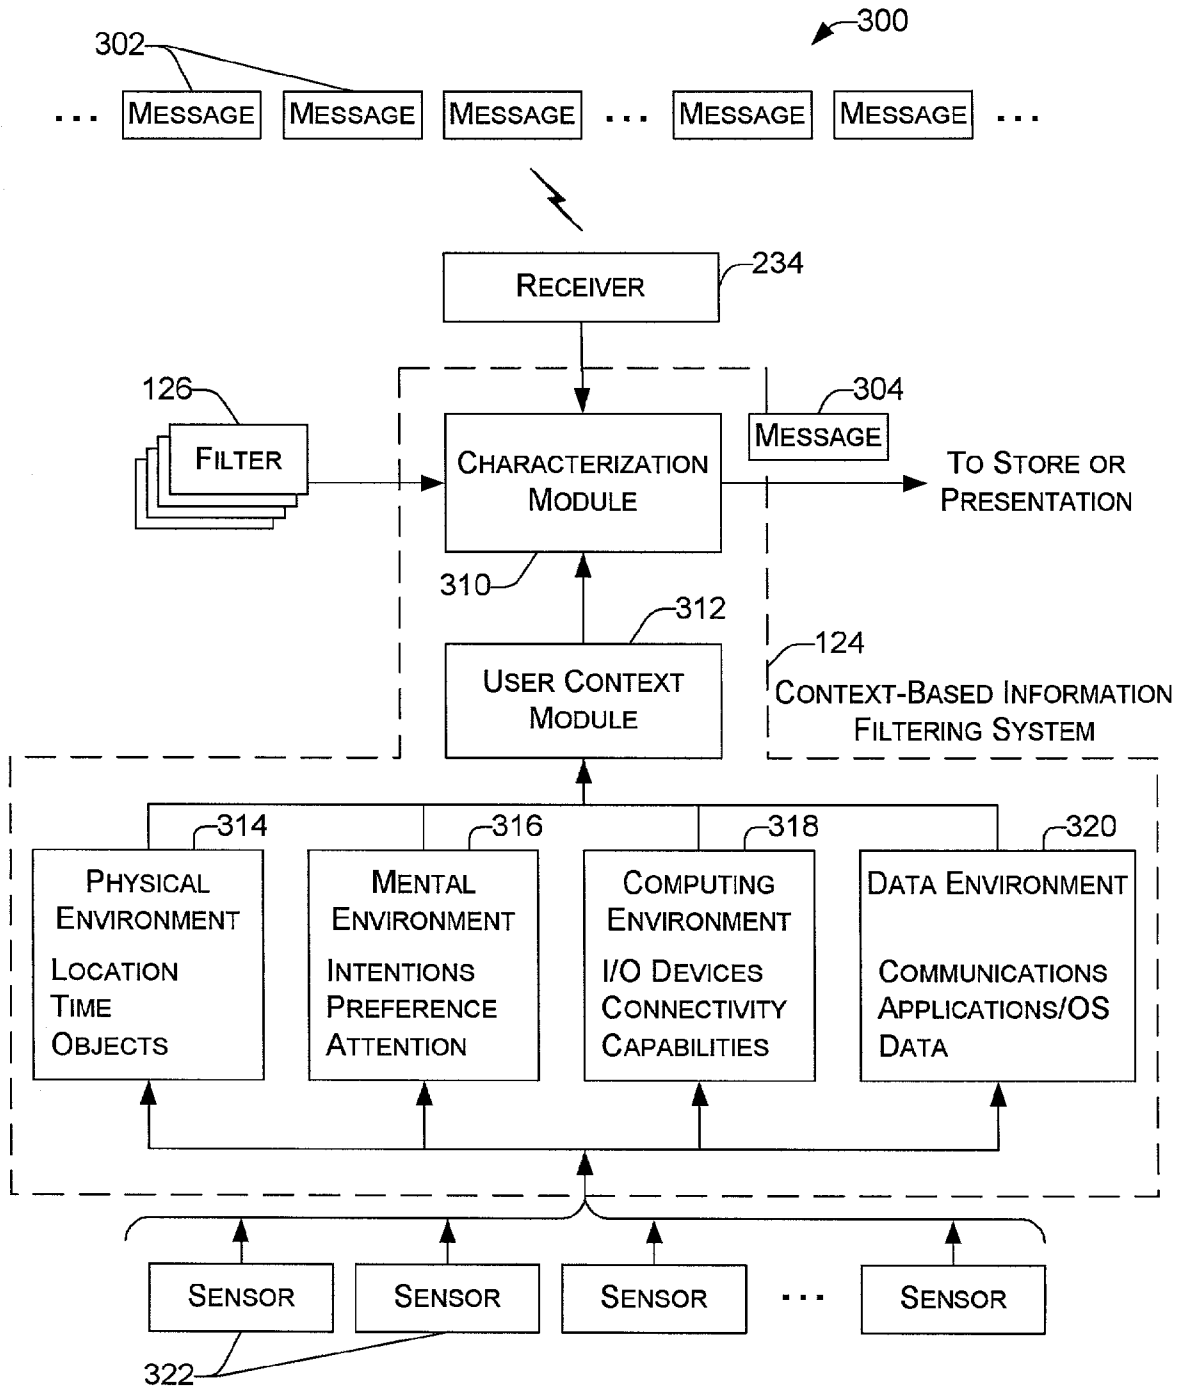 300
302
... MESSAGE MESSAGE MESSAGE ... MESSAGE MESSAGE ...
RECEIVER
234
126
FILTER
CHARACTERIZATION
MODULE
310
304
MESSAGE
TO STORE OR
PRESENTATION
312
USER CONTEXT
MODULE
124
CONTEXT-BASED INFORMATION
FILTERING SYSTEM
314
PHYSICAL
ENVIRONMENT
LOCATION
TIME
OBJECTS
316
MENTAL
ENVIRONMENT
INTENTIONS
PREFERENCE
ATTENTION
318
COMPUTING
ENVIRONMENT
I/O DEVICES
CONNECTIVITY
CAPABILITIES
320
DATA ENVIRONMENT
COMMUNICATIONS
APPLICATIONS/OS
DATA
SENSOR SENSOR SENSOR ... SENSOR
322